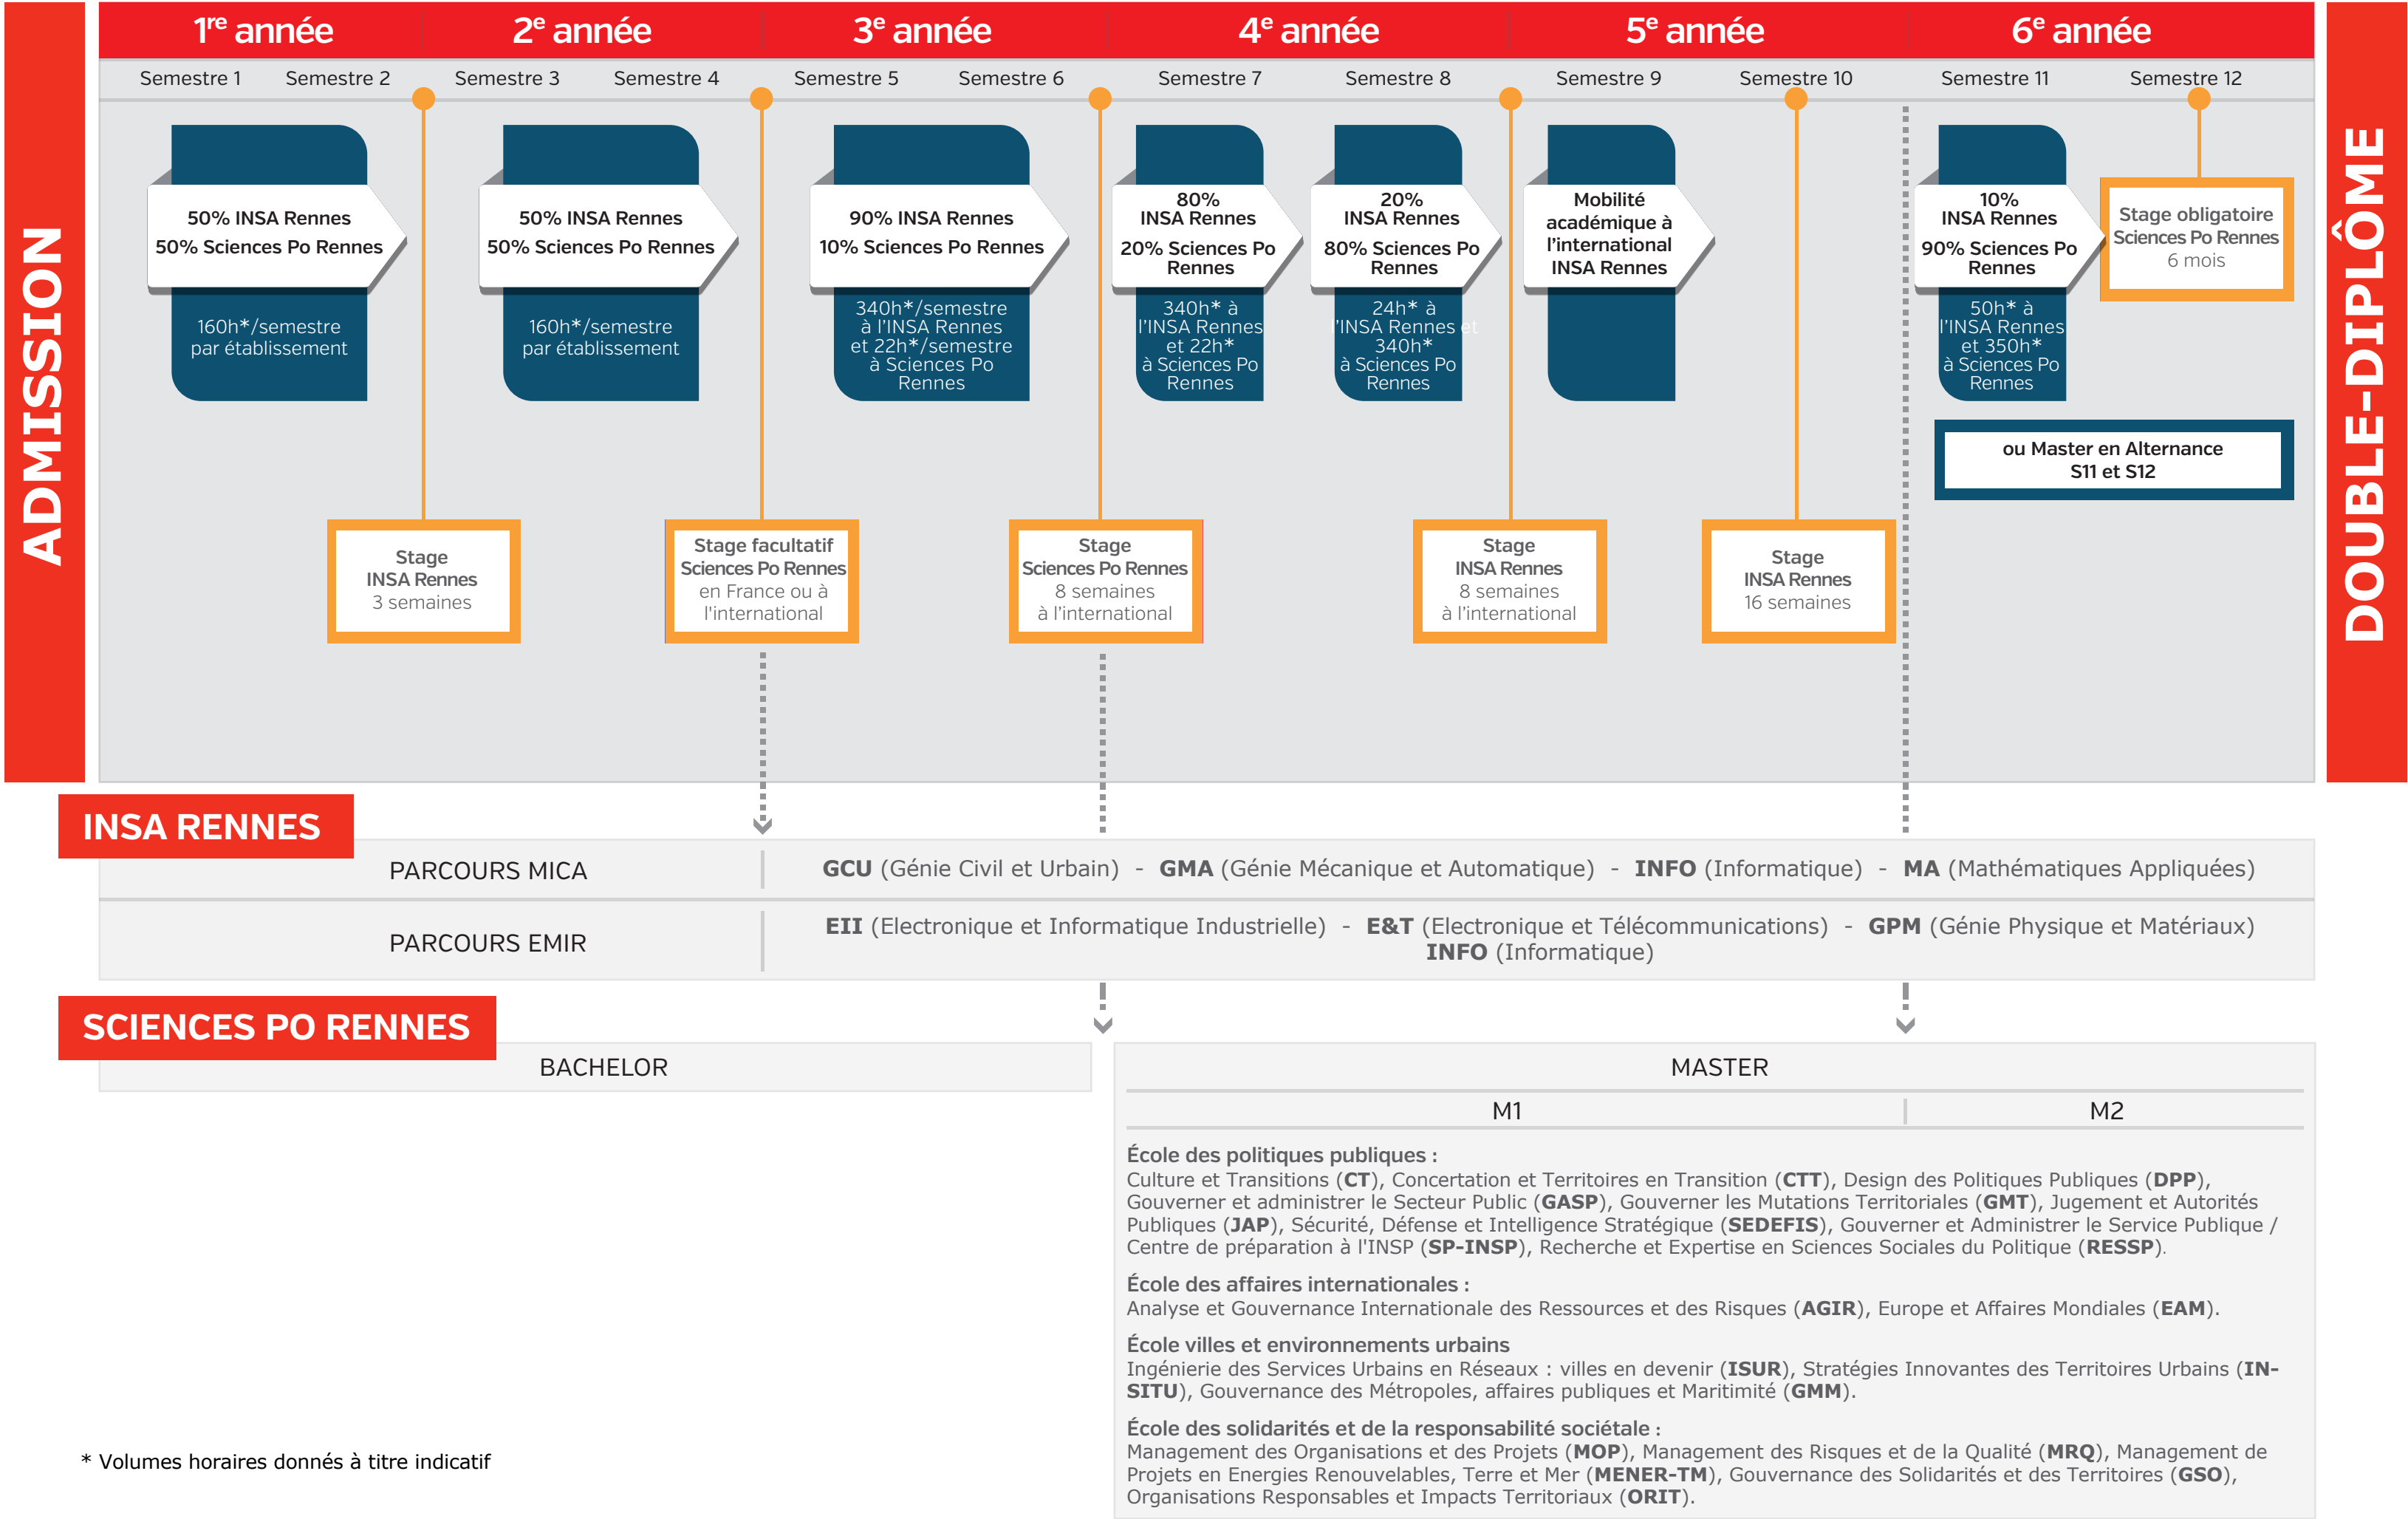 ADMISSION
1re année
2e année
3e année
4e année
5e année
6e année
Semestre 1
Semestre 2
Semestre 3
Semestre 4
Semestre 5
Semestre 6
Semestre 7
Semestre 8
Semestre 9
Semestre 10
Semestre 11
Semestre 12
50% INSA Rennes
50% Sciences Po Rennes
160h*/semestre
par établissement
50% INSA Rennes
50% Sciences Po Rennes
160h*/semestre
par établissement
90% INSA Rennes
10% Sciences Po Rennes
340h*/semestre
à l'INSA Rennes
et 22h*/semestre
à Sciences Po
Rennes
80%
INSA Rennes
20% Sciences Po
Rennes
340h* à
l'INSA Rennes
et 22h*
à Sciences Po
Rennes
20%
INSA Rennes
80% Sciences Po
Rennes
24h* à
l'INSA Rennes et
340h*
à Sciences Po
Rennes
Mobilité
académique à
l'international
INSA Rennes
10%
INSA Rennes
90% Sciences Po
Rennes
50h* à
l'INSA Rennes
et 350h*
à Sciences Po
Rennes
Stage obligatoire
Sciences Po Rennes
6 mois
ou Master en Alternance
S11 et S12
Stage
INSA Rennes
3 semaines
Stage facultatif
Sciences Po Rennes
en France ou à
l'international
Stage
Sciences Po Rennes
8 semaines
à l'international
Stage
INSA Rennes
8 semaines
à l'international
Stage
INSA Rennes
16 semaines
DOUBLE-DIPLÔME
INSA RENNES
PARCOURS MICA
GCU (Génie Civil et Urbain) - GMA (Génie Mécanique et Automatique) - INFO (Informatique) - MA (Mathématiques Appliquées)
PARCOURS EMIR
EII (Electronique et Informatique Industrielle) - E&T (Electronique et Télécommunications) - GPM (Génie Physique et Matériaux)
INFO (Informatique)
SCIENCES PO RENNES
BACHELOR
MASTER
M1
M2
École des politiques publiques :
Culture et Transitions (CT), Concertation et Territoires en Transition (CTT), Design des Politiques Publiques (DPP),
Gouverner et administrer le Secteur Public (GASP), Gouverner les Mutations Territoriales (GMT), Jugement et Autorités
Publiques (JAP), Sécurité, Défense et Intelligence Stratégique (SEDEFIS), Gouverner et Administrer le Service Publique /
Centre de préparation à l'INSP (SP-INSP), Recherche et Expertise en Sciences Sociales du Politique (RESSP).
École des affaires internationales :
Analyse et Gouvernance Internationale des Ressources et des Risques (AGIR), Europe et Affaires Mondiales (EAM).
École villes et environnements urbains
Ingénierie des Services Urbains en Réseaux : villes en devenir (ISUR), Stratégies Innovantes des Territoires Urbains (IN-
SITU), Gouvernance des Métropoles, affaires publiques et Maritimité (GMM).
École des solidarités et de la responsabilité sociétale :
Management des Organisations et des Projets (MOP), Management des Risques et de la Qualité (MRQ), Management de
Projets en Energies Renouvelables, Terre et Mer (MENER-TM), Gouvernance des Solidarités et des Territoires (GSO),
Organisations Responsables et Impacts Territoriaux (ORIT).
* Volumes horaires donnés à titre indicatif